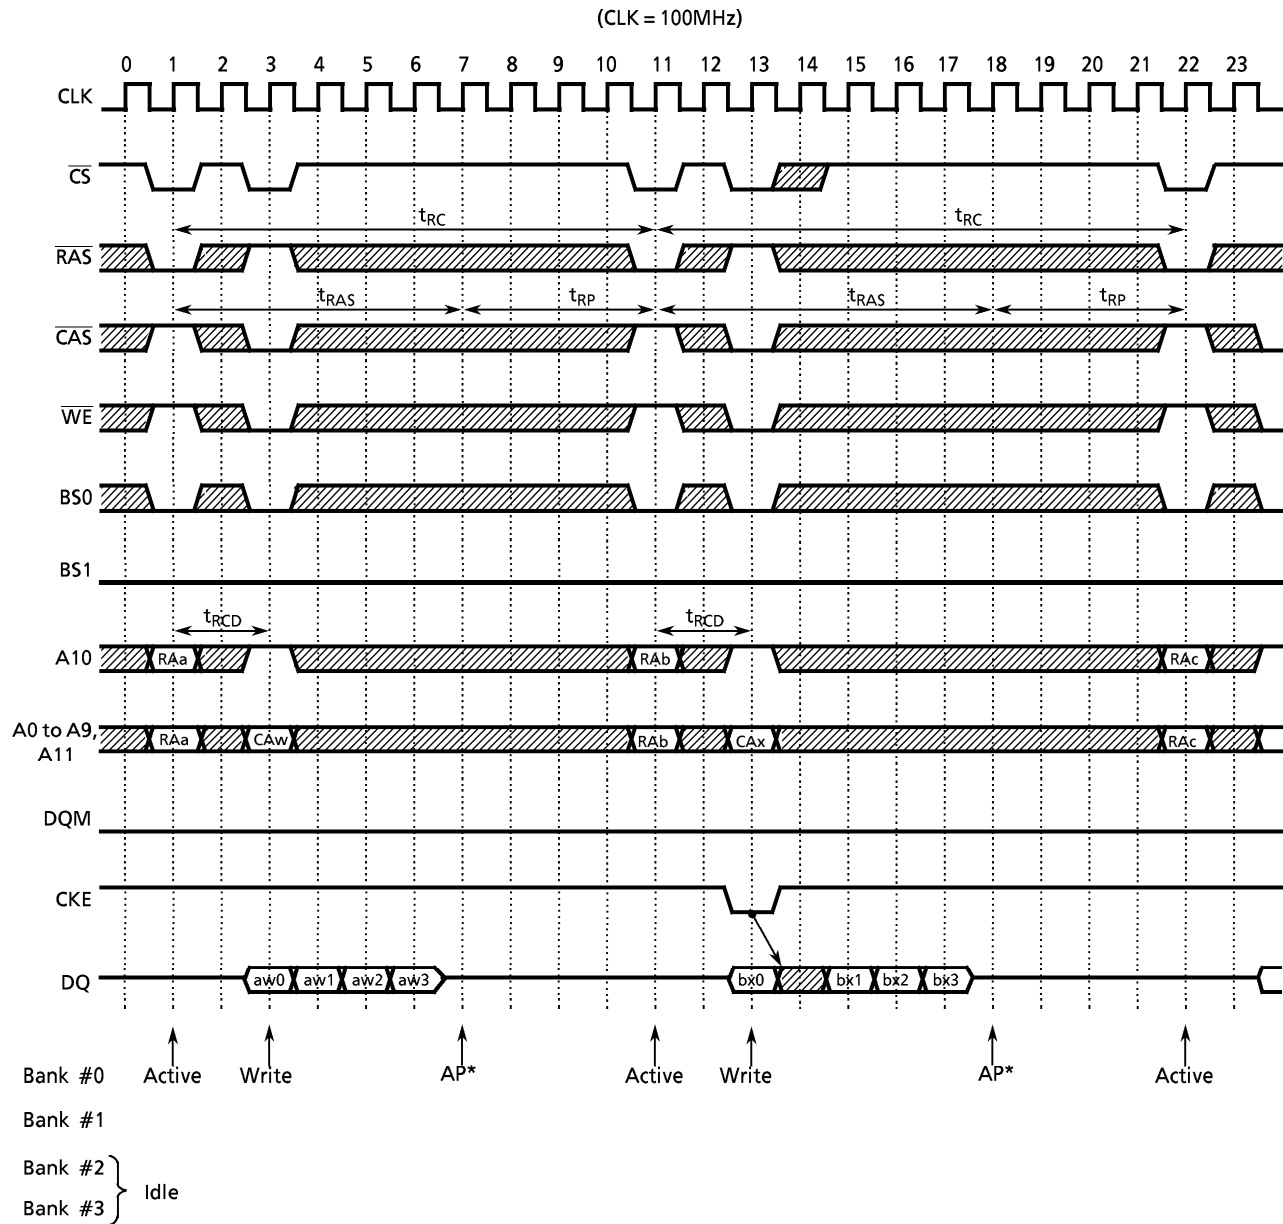 (CLK = 100MHz)
0 1 2 3 4 5 6 7 8 9 10 11 12 13 14 15 16 17 18 19 20 21 22 23
CLK
CS
tRC tRC
RAS
tRAS tRP tRAS tRP
CAS
WE
BS0
BS1
tRCD tRCD
A10 RAa RAb RAc
A0 to A9,
A11 RAa CAw RAb CAx RAc
DQM
CKE
DQ aw0 aw1 aw2 aw3 bx0 bx1 bx2 bx3
Bank #0 Active Write AP* Active Write AP* Active
Bank #1
Bank #2
Idle
Bank #3